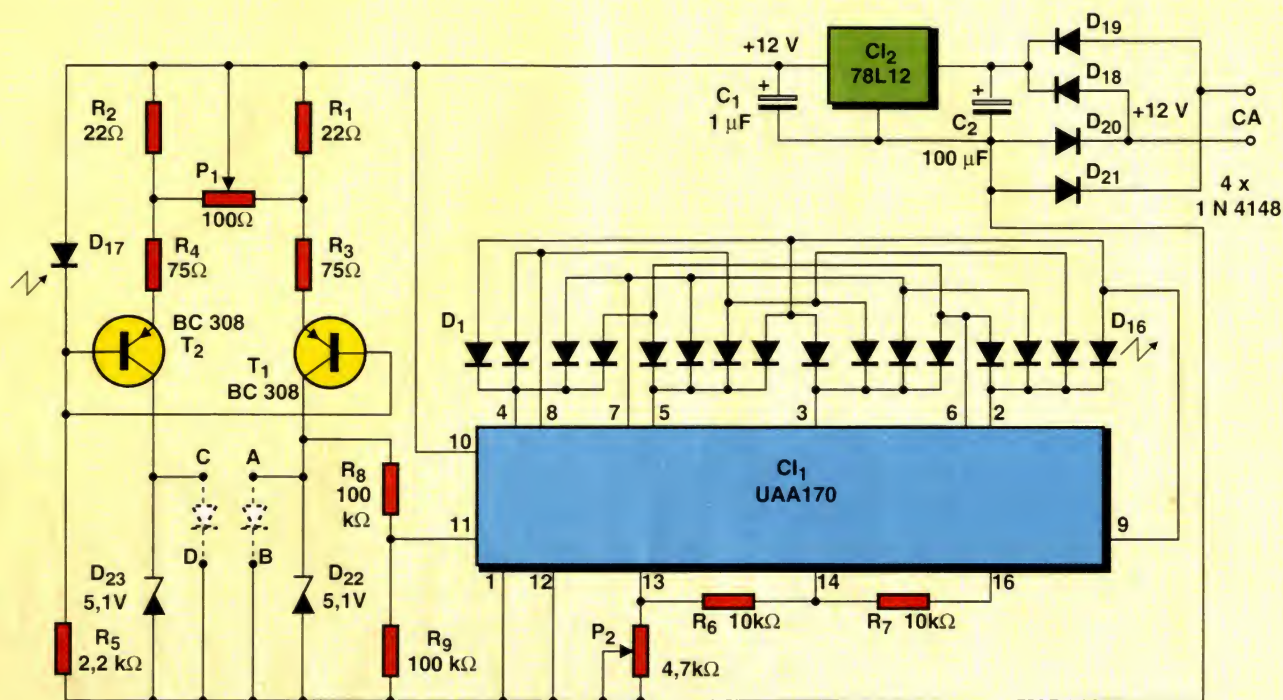 +12 V
CI2
78L12
D19
D18
+12 V
D20
CA
D21
4 x
1 N 4148
C1
1 µF
+
C2
100 µF
+
R2
22Ω
R1
22Ω
P1
100Ω
D17
R4
75Ω
R3
75Ω
BC 308
T2
T1
BC 308
D1
D16
4
8
7
5
3
6
2
10
CI1
UAA170
C
A
R8
100
kΩ
11
9
D
B
D23
5,1V
D22
5,1V
1
12
13
14
16
R6 10kΩ
R7 10kΩ
R5
2,2 kΩ
R9
100 kΩ
P2
4,7kΩ